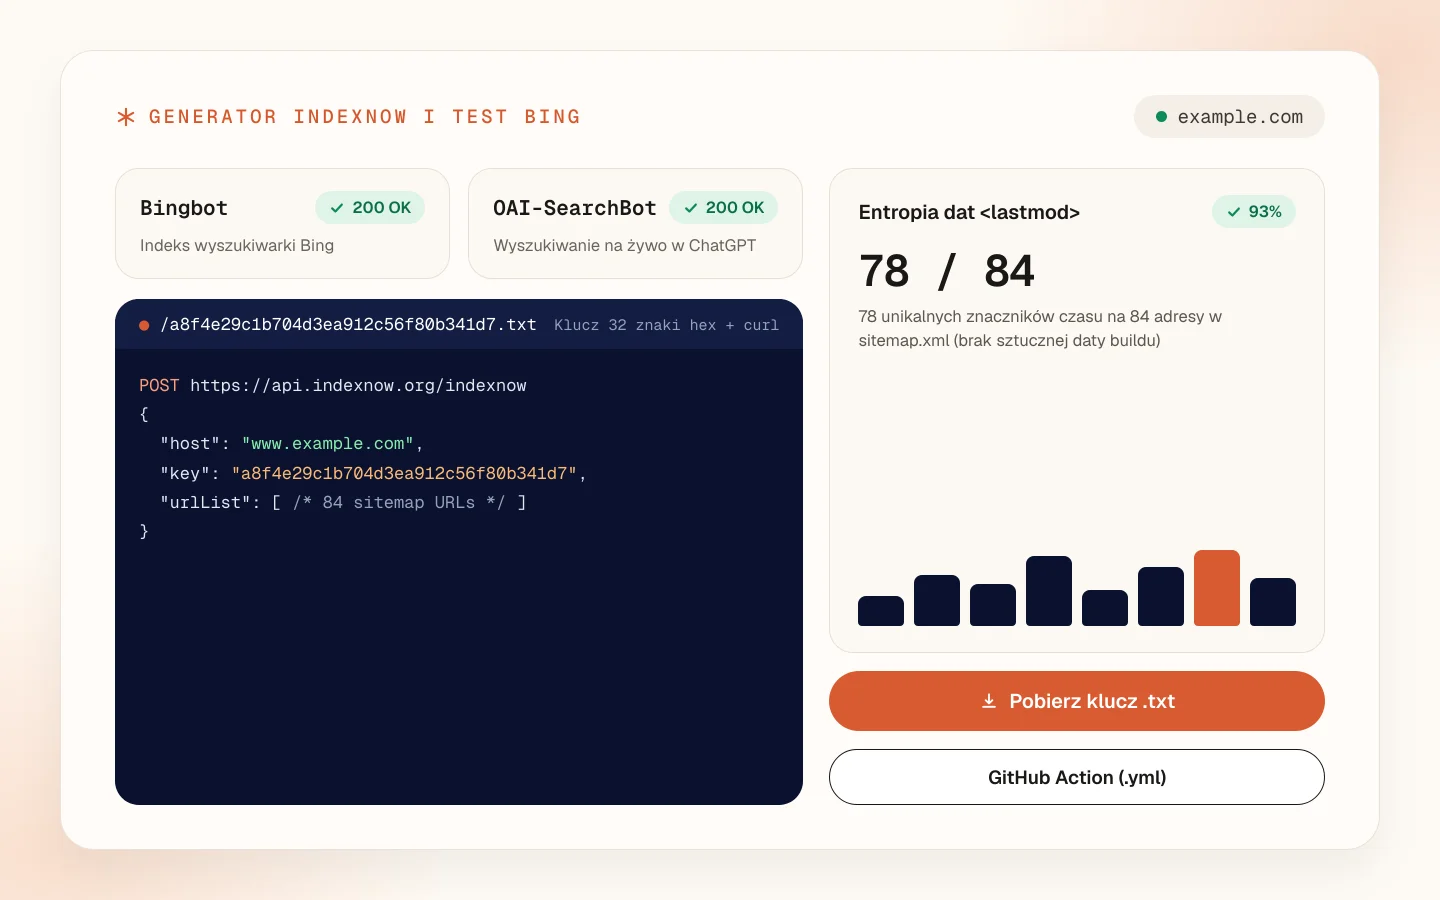 GENERATOR INDEXNOW I TEST BING
example.com
Bingbot
200 OK
Indeks wyszukiwarki Bing
OAI-SearchBot
200 OK
Wyszukiwanie na żywo w ChatGPT
/a8f4e29c1b704d3ea912c56f80b341d7.txt
Klucz 32 znaki hex + curl
POST https://api.indexnow.org/indexnow
{
"host": "www.example.com",
"key": "a8f4e29c1b704d3ea912c56f80b341d7",
"urlList": [ /* 84 sitemap URLs */ ]
}
Entropia dat <lastmod>
93%
78 / 84
78 unikalnych znaczników czasu na 84 adresy w
sitemap.xml (brak sztucznej daty buildu)
Pobierz klucz .txt
GitHub Action (.yml)